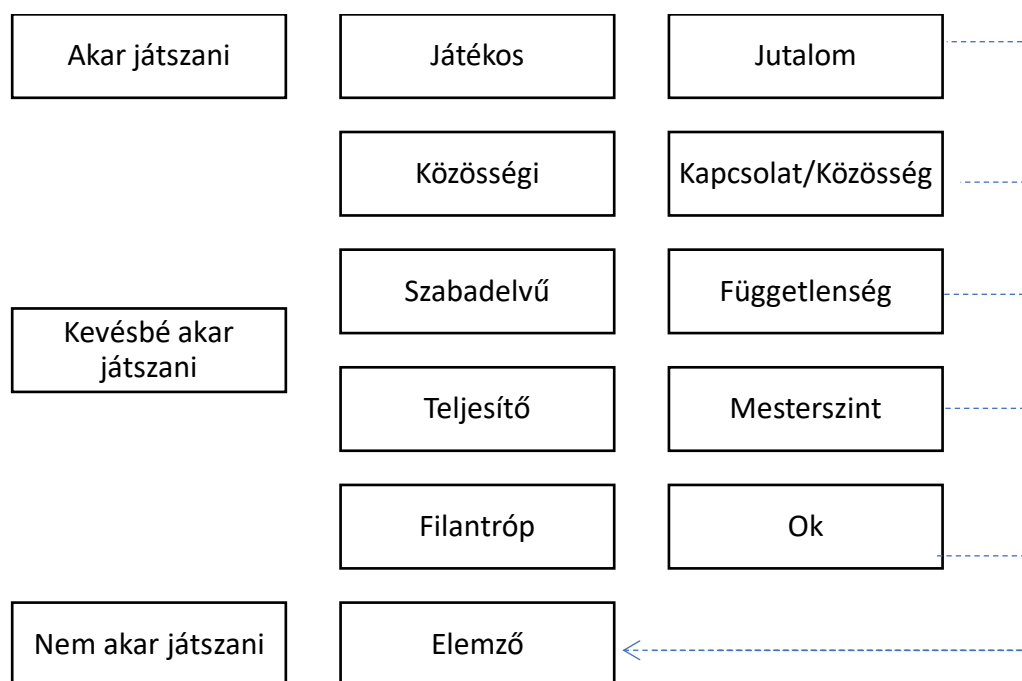 Akar játszani
Játékos
Jutalom
Közösségi
Kapcsolat/Közösség
Szabadelvű
Függetlenség
Kevésbé akar
játszani
Teljesítő
Mesterszint
Filantróp
Ok
Nem akar játszani
Elemző